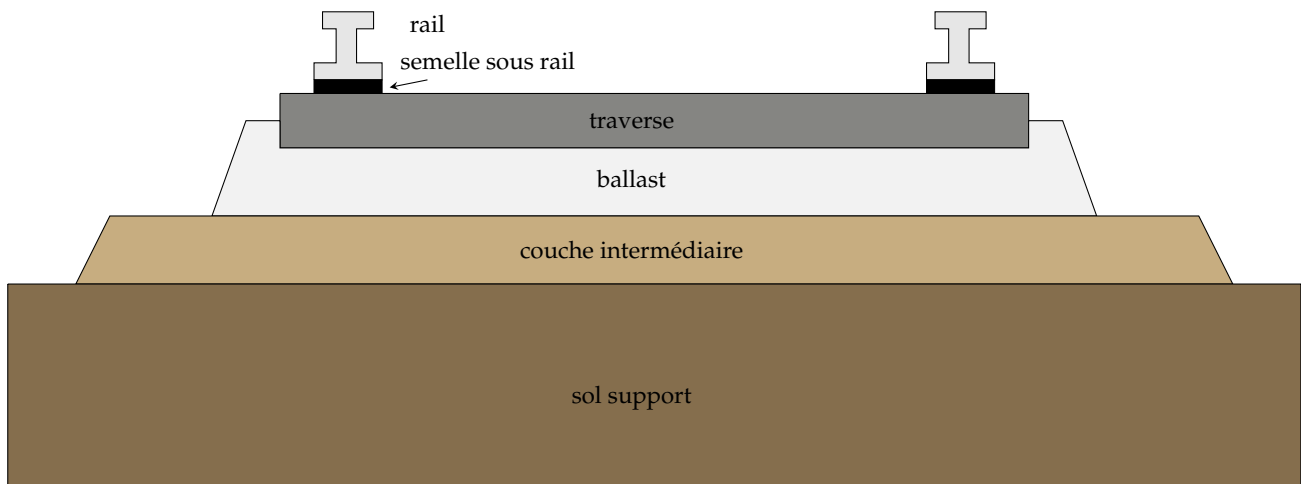 rail
semelle sous rail
traverse
ballast
couche intermédiaire
sol support